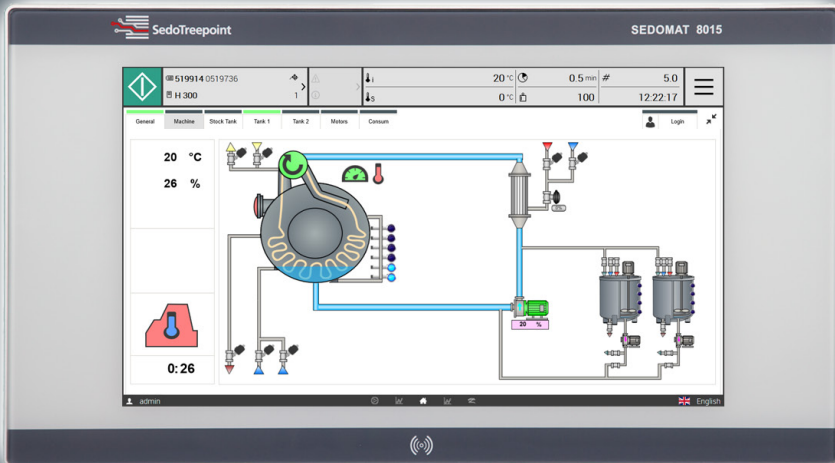 SedoTreepoint
SEDOMAT 8015
519914 0519736
H 300 1
i 20 °C 0.5 min # 5.0
s 0 °C 100 12:22:17
General Machine Stock Tank Tank 1 Tank 2 Motors Consum Login
20 °C
26 %
20 %
0:26
admin English